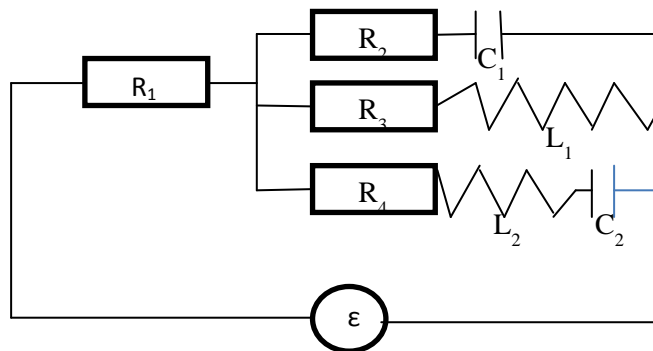 R₂
C₁
R₁
R₃
L₁
R₄
L₂
C₂
ε